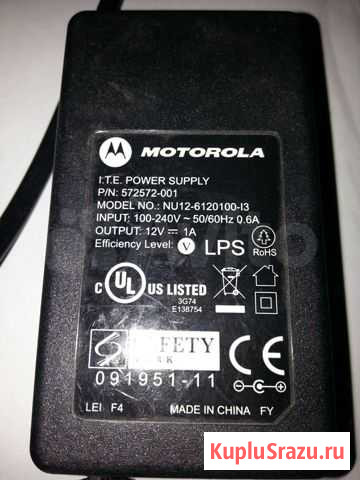 MOTOROLA
I.T.E. POWER SUPPLY
P/N: 572572-001
MODEL NO.: NU12-6120100-I3
INPUT: 100-240V ~ 50/60Hz 0.6A
OUTPUT: 12V ⎓ 1A
Efficiency Level: V LPS
RoHS
C UL US LISTED
3G74
E138754
S
CE
091951-11
LEI F4 MADE IN CHINA FY
KupluSrazu.ru